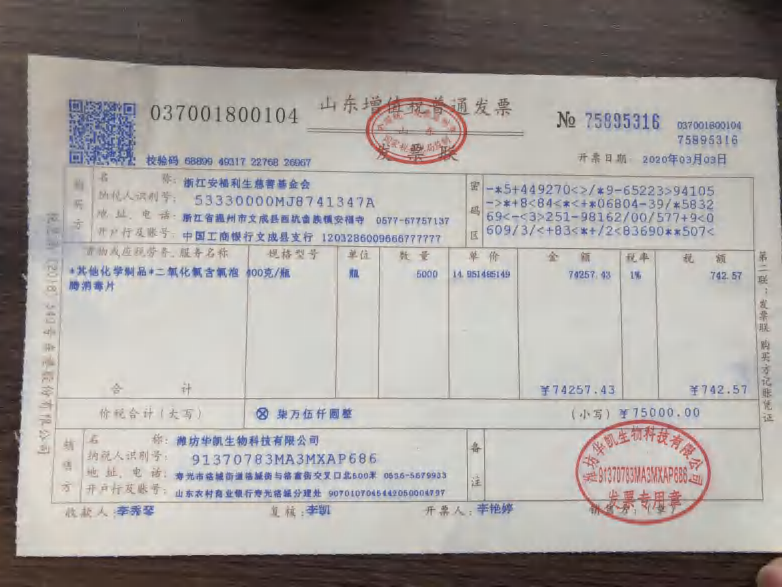 037001800104
山东增值税普通发票
发票联
№ 75895316
037001800104
75895316
校验码 68899 49317 22768 26967
开票日期 2020年03月03日
购买方
名 称: 浙江安福利生慈善基金会
纳税人识别号: 53330000MJ8741347A
地 址、电 话: 浙江省温州市文成县西坑畲族镇安福寺 0577-67757137
开户行及账号: 中国工商银行文成县支行 1203286009666777777
密码区
-*5+449270<>/*9-65223>94105
->*+8<84<*<+*06804-39/*5832
69<-<3>251-98162/00/577+9<0
609/3/<+83<*+/2<83690**507<
货物或应税劳务、服务名称 规格型号 单位 数 量 单 价 金 额 税率 税 额
*其他化学制品*二氧化氯含氧泡 400克/瓶 瓶 5000 14.851485149 74257.43 1% 742.57
腾消毒片
合 计 ¥74257.43 ¥742.57
价税合计(大写) ⊗ 柒万伍仟圆整 (小写) ¥75000.00
销售方
名 称: 潍坊华凯生物科技有限公司
纳税人识别号: 91370783MA3MXAP686
地 址、电 话: 寿光市洛城街道洛城街与洛富街交叉口北500米 0536-5679933
开户行及账号: 山东农村商业银行寿光洛城分理处 9070107045442050004797
备注
收款人: 李秀琴 复核: 李凯 开票人: 李艳婷 销售方:(章)
潍坊华凯生物科技有限公司
91370783MA3MXAP686
发票专用章
第二联:发票联 购买方记账凭证